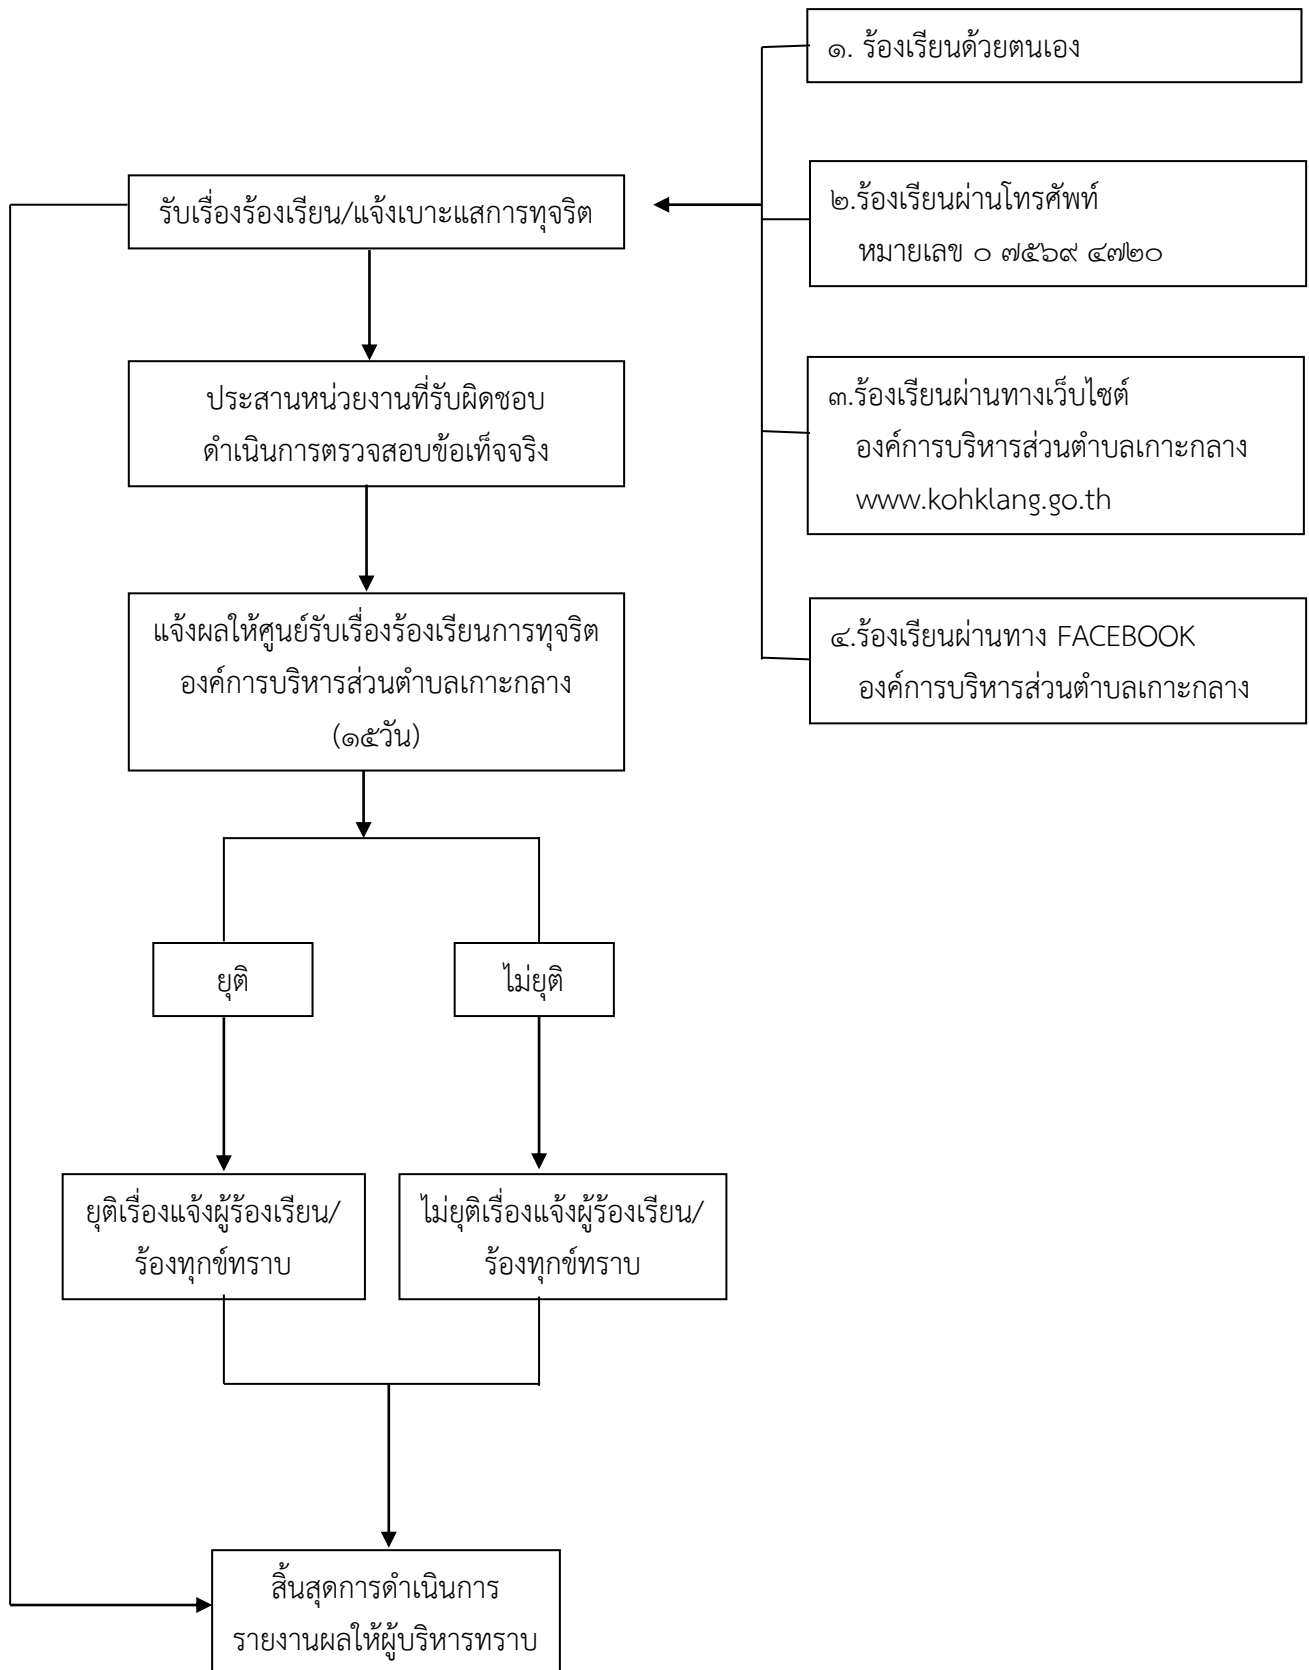 ๑. ร้องเรียนด้วยตนเอง
รับเรื่องร้องเรียน/แจ้งเบาะแสการทุจริต
๒.ร้องเรียนผ่านโทรศัพท์
หมายเลข ๐ ๗๕๖๙ ๔๗๒๐
ประสานหน่วยงานที่รับผิดชอบ
ดำเนินการตรวจสอบข้อเท็จจริง
๓.ร้องเรียนผ่านทางเว็บไซต์
องค์การบริหารส่วนตำบลเกาะกลาง
www.kohklang.go.th
แจ้งผลให้ศูนย์รับเรื่องร้องเรียนการทุจริต
องค์การบริหารส่วนตำบลเกาะกลาง
(๑๕วัน)
๔.ร้องเรียนผ่านทาง FACEBOOK
องค์การบริหารส่วนตำบลเกาะกลาง
ยุติ
ไม่ยุติ
ยุติเรื่องแจ้งผู้ร้องเรียน/
ร้องทุกข์ทราบ
ไม่ยุติเรื่องแจ้งผู้ร้องเรียน/
ร้องทุกข์ทราบ
สิ้นสุดการดำเนินการ
รายงานผลให้ผู้บริหารทราบ